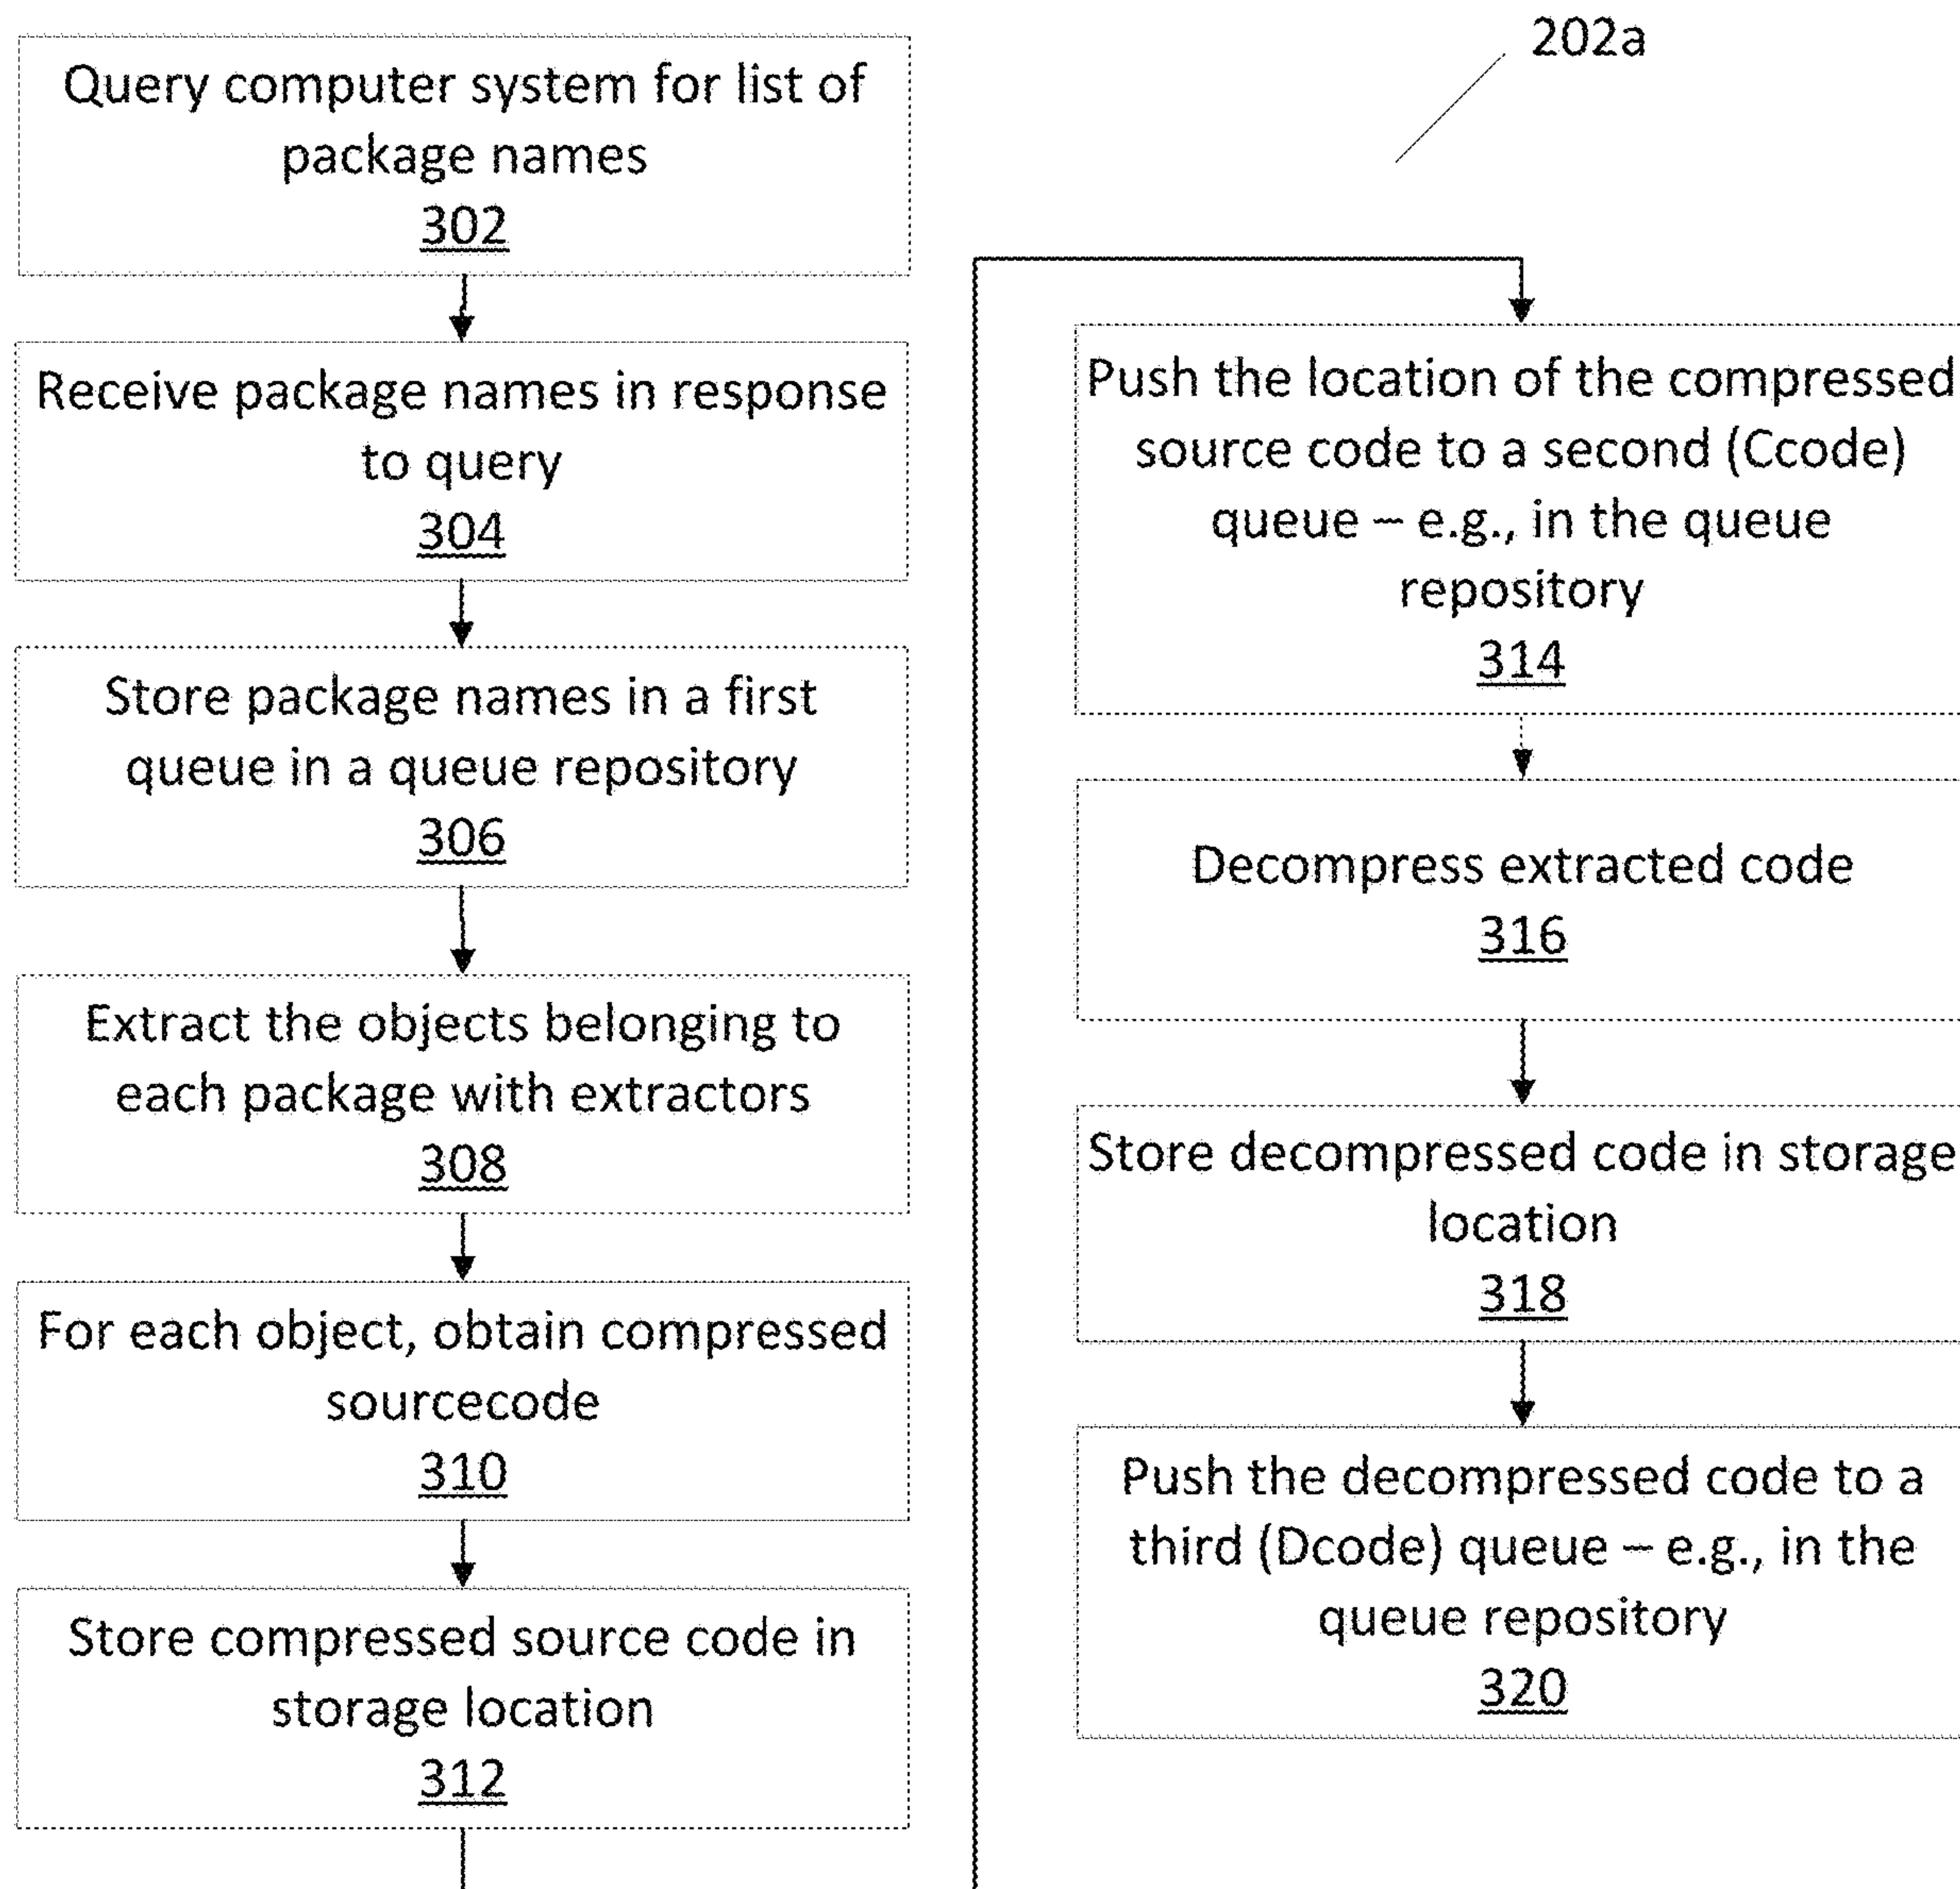 Query computer system for list of
package names
302
Receive package names in response
to query
304
Store package names in a first
queue in a queue repository
306
Extract the objects belonging to
each package with extractors
308
For each object, obtain compressed
sourcecode
310
Store compressed source code in
storage location
312
202a
Push the location of the compressed
source code to a second (Ccode)
queue – e.g., in the queue
repository
314
Decompress extracted code
316
Store decompressed code in storage
location
318
Push the decompressed code to a
third (Dcode) queue – e.g., in the
queue repository
320